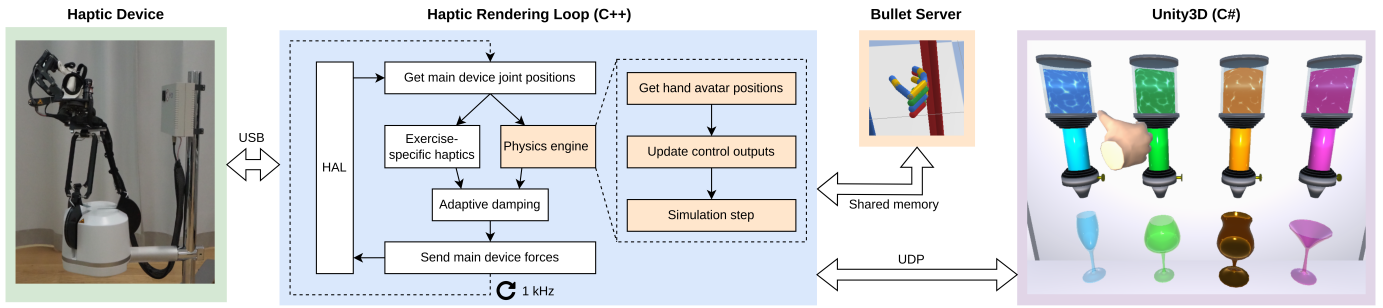 Haptic Device
Haptic Rendering Loop (C++)
Bullet Server
Unity3D (C#)
USB
HAL
Get main device joint positions
Exercise-
specific haptics
Physics engine
Adaptive damping
Send main device forces
1 kHz
Get hand avatar positions
Update control outputs
Simulation step
Shared memory
UDP